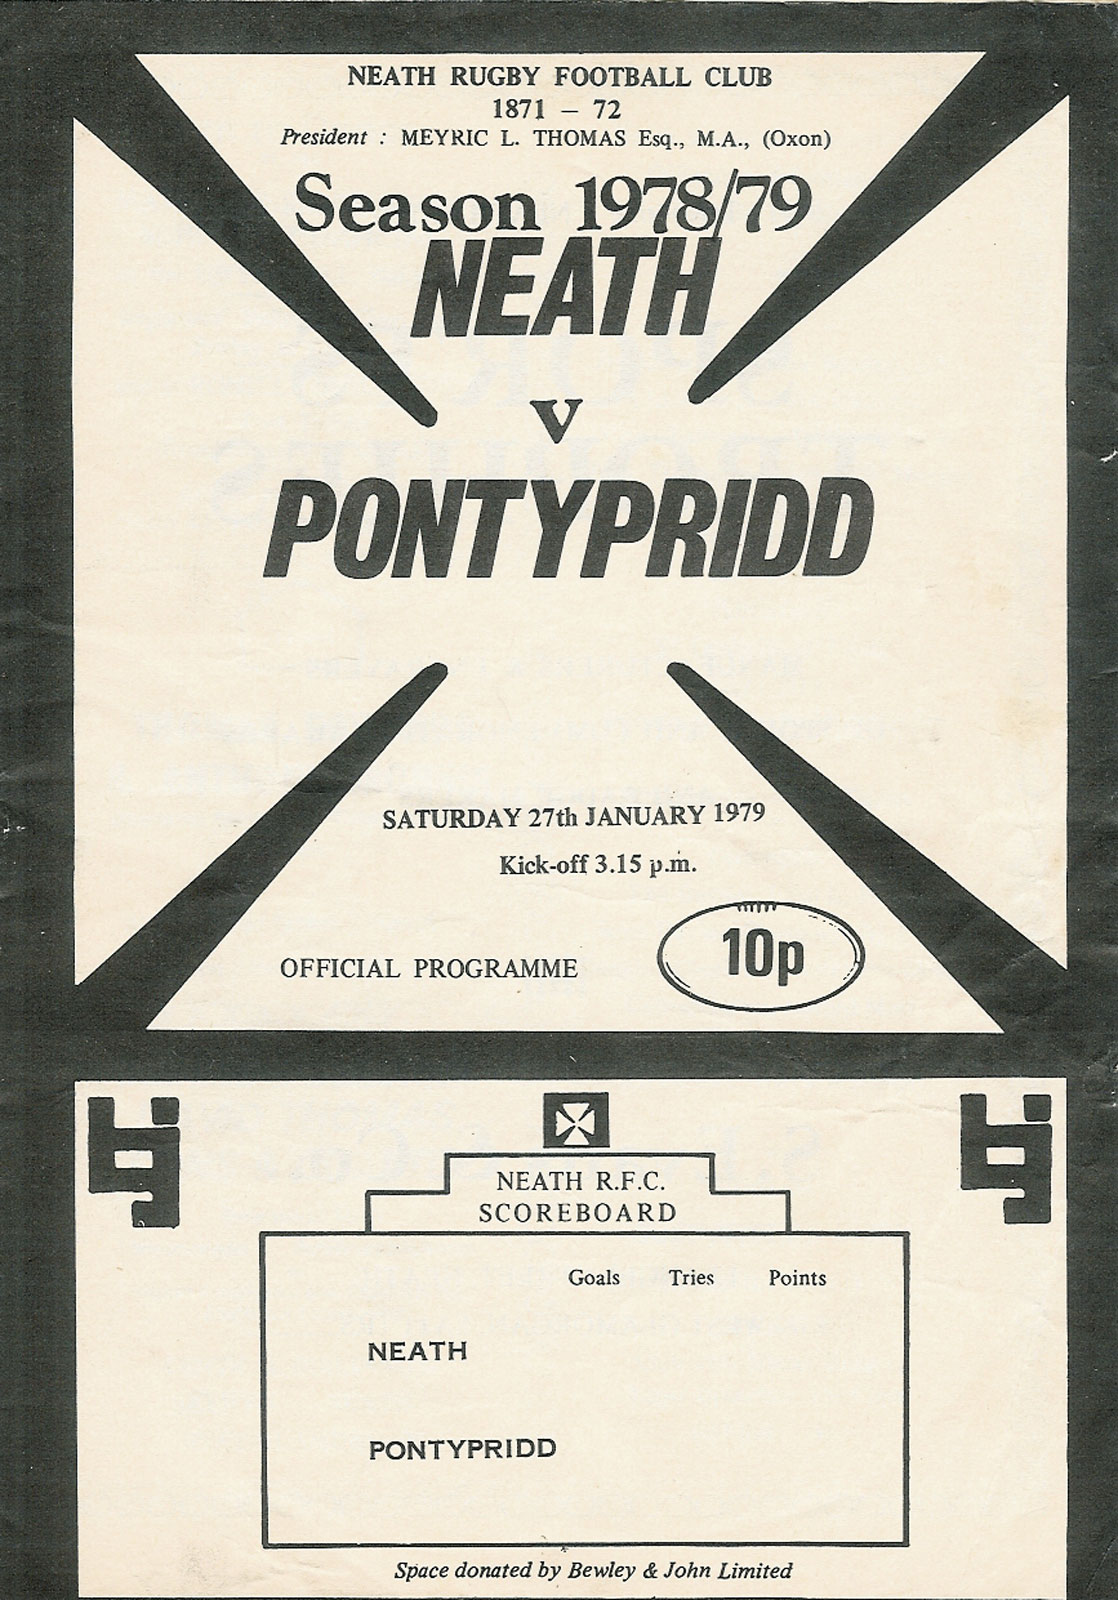 NEATH RUGBY FOOTBALL CLUB
1871 – 72
President : MEYRIC L. THOMAS Esq., M.A., (Oxon)
Season 1978/79
NEATH
v
PONTYPRIDD
SATURDAY 27th JANUARY 1979
Kick-off 3.15 p.m.
OFFICIAL PROGRAMME
10p
bj
bj
NEATH R.F.C.
SCOREBOARD
Goals Tries Points
NEATH
PONTYPRIDD
Space donated by Bewley & John Limited